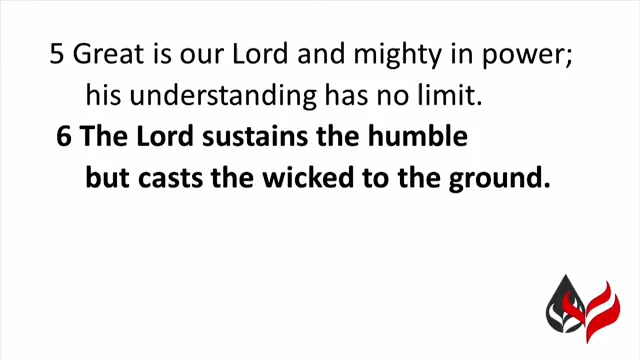 5 Great is our Lord and mighty in power;
his understanding has no limit.
6 The Lord sustains the humble
but casts the wicked to the ground.